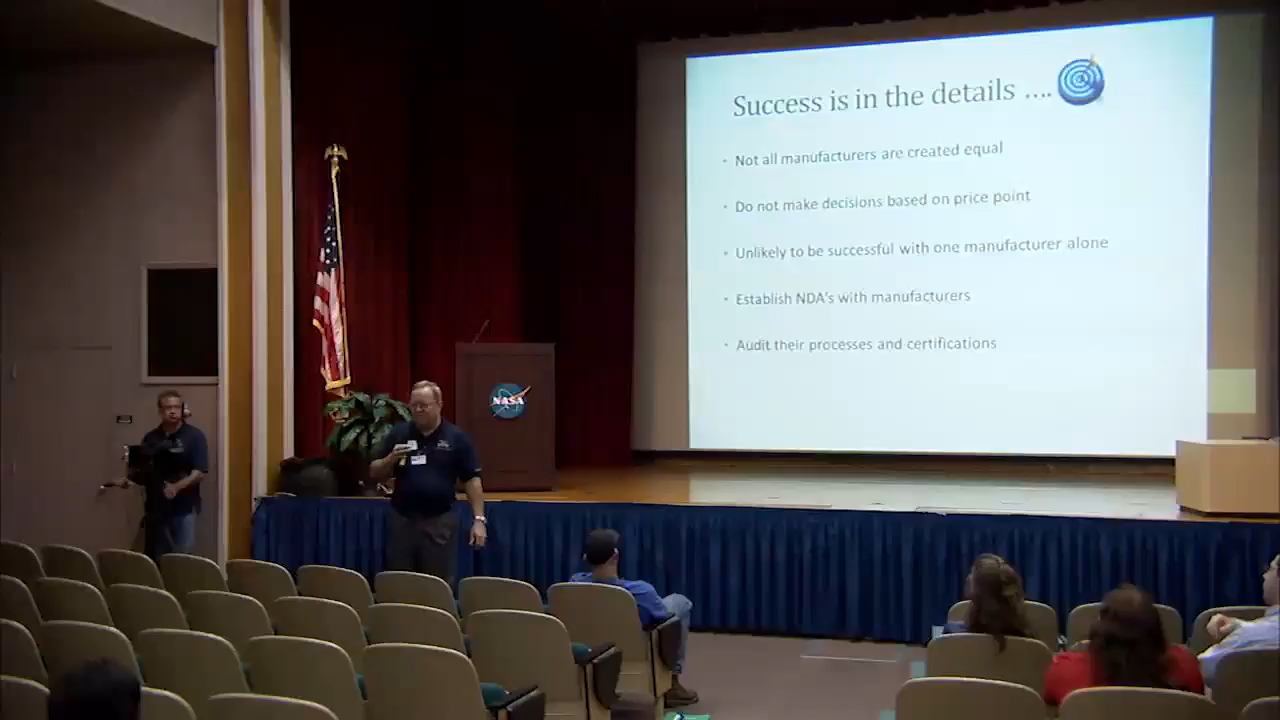 Success is in the details ....
• Not all manufacturers are created equal
• Do not make decisions based on price point
• Unlikely to be successful with one manufacturer alone
• Establish NDA's with manufacturers
• Audit their processes and certifications
NASA